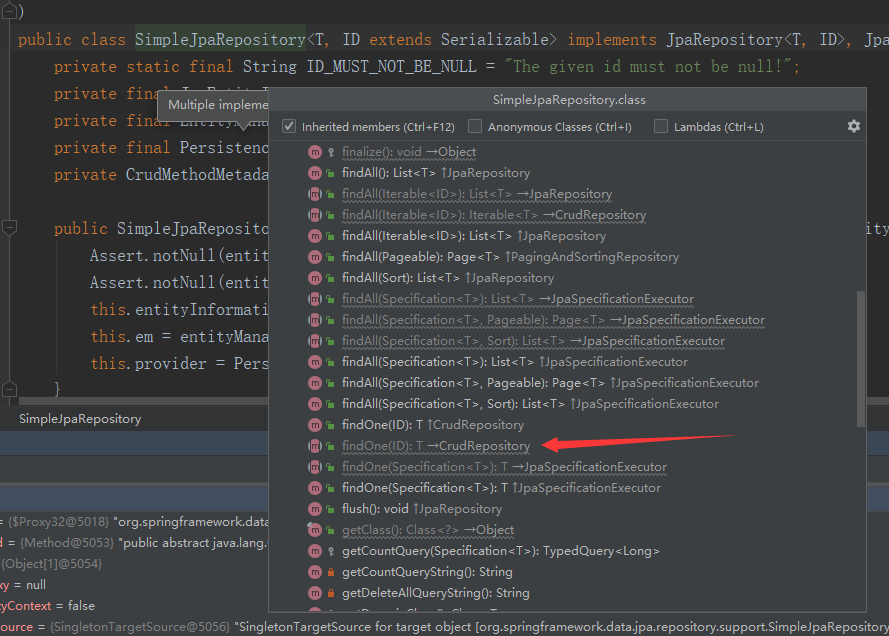 )
public class SimpleJpaRepository<T, ID extends Serializable> implements JpaRepository<T, ID>, Jpa
private static final String ID_MUST_NOT_BE_NULL = "The given id must not be null!";
private final JpaEntityI
Multiple impleme
private final EntityMana
private final Persistenc
private CrudMethodMetada
public SimpleJpaReposito
ity
Assert.notNull(entit
Assert.notNull(entit
this.entityInformati
this.em = entityMana
this.provider = Pers
}
SimpleJpaRepository.class
Inherited members (Ctrl+F12)
Anonymous Classes (Ctrl+I)
Lambdas (Ctrl+L)
m finalize(): void →Object
m findAll(): List<T> ↑JpaRepository
m findAll(Iterable<ID>): List<T> →JpaRepository
m findAll(Iterable<ID>): Iterable<T> →CrudRepository
m findAll(Iterable<ID>): List<T> ↑JpaRepository
m findAll(Pageable): Page<T> ↑PagingAndSortingRepository
m findAll(Sort): List<T> ↑JpaRepository
m findAll(Specification<T>): List<T> →JpaSpecificationExecutor
m findAll(Specification<T>, Pageable): Page<T> →JpaSpecificationExecutor
m findAll(Specification<T>, Sort): List<T> →JpaSpecificationExecutor
m findAll(Specification<T>): List<T> ↑JpaSpecificationExecutor
m findAll(Specification<T>, Pageable): Page<T> ↑JpaSpecificationExecutor
m findAll(Specification<T>, Sort): List<T> ↑JpaSpecificationExecutor
m findOne(ID): T ↑CrudRepository
m findOne(ID): T →CrudRepository
m findOne(Specification<T>): T →JpaSpecificationExecutor
m findOne(Specification<T>): T ↑JpaSpecificationExecutor
m flush(): void ↑JpaRepository
m getClass(): Class<?> →Object
m getCountQuery(Specification<T>): TypedQuery<Long>
m getCountQueryString(): String
m getDeleteAllQueryString(): String
SimpleJpaRepository
= {$Proxy32@5018} "org.springframework.data
d = {Method@5053} "public abstract java.lang.
{Object[1]@5054}
xy = null
tyContext = false
ource = {SingletonTargetSource@5056} "SingletonTargetSource for target object [org.springframework.data.jpa.repository.support.SimpleJpaRepository